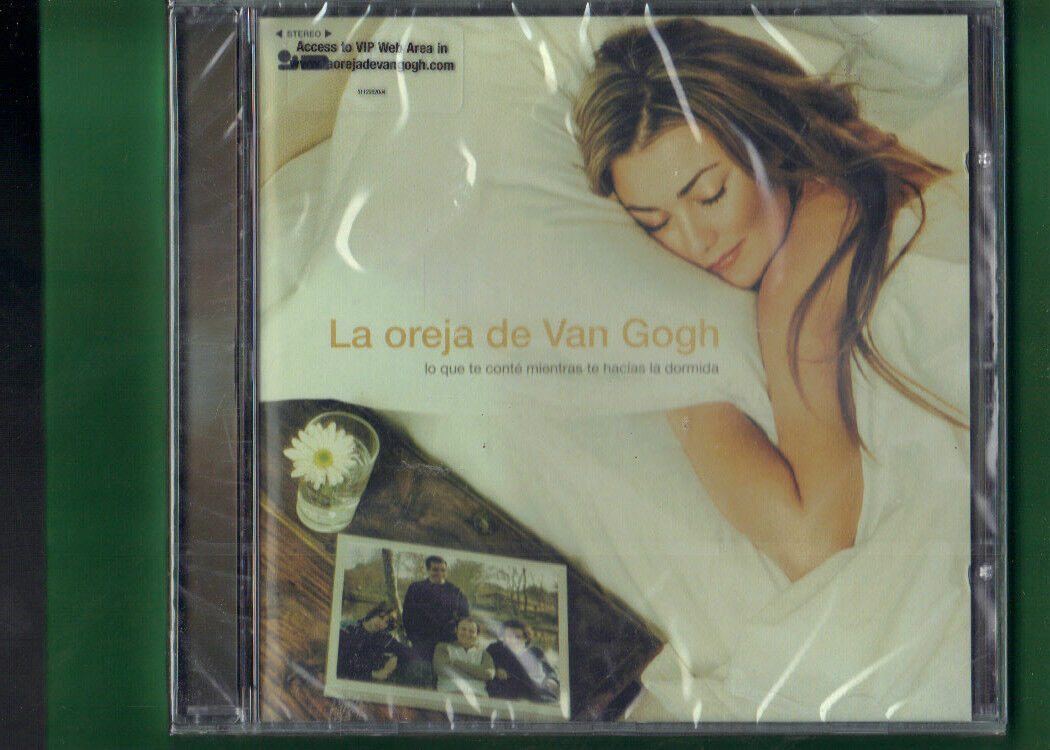 ◀ STEREO ▶
Access to VIP Web Area in
www.laorejadevangogh.com
La oreja de Van Gogh
lo que te conté mientras te hacías la dormida